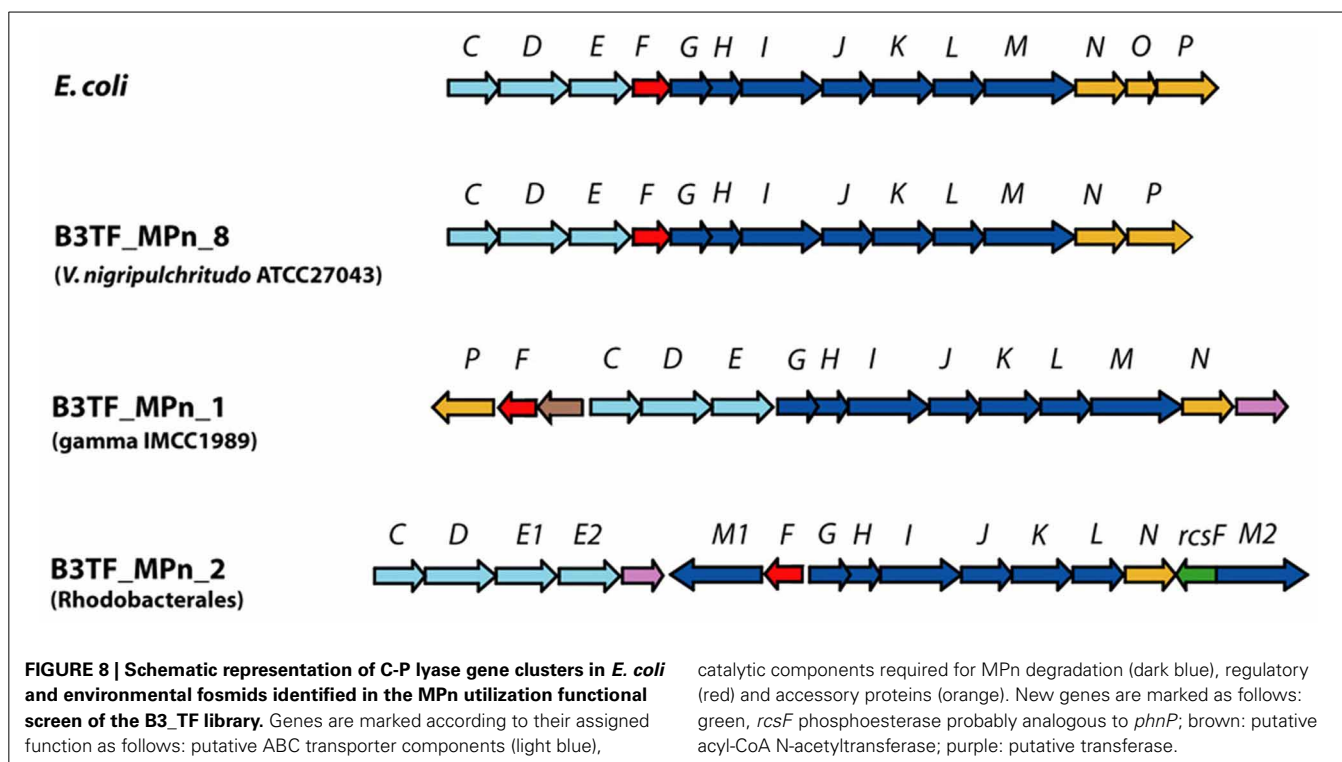 C D E F G H I J K L M N O P
E. coli
C D E F G H I J K L M N P
B3TF_MPn_8
(V. nigripulchritudo ATCC27043)
P F C D E G H I J K L M N
B3TF_MPn_1
(gamma IMCC1989)
C D E1 E2 M1 F G H I J K L N rcsF M2
B3TF_MPn_2
(Rhodobacterales)
FIGURE 8 | Schematic representation of C-P lyase gene clusters in E. coli
and environmental fosmids identified in the MPn utilization functional
screen of the B3_TF library. Genes are marked according to their assigned
function as follows: putative ABC transporter components (light blue),
catalytic components required for MPn degradation (dark blue), regulatory
(red) and accessory proteins (orange). New genes are marked as follows:
green, rcsF phosphoesterase probably analogous to phnP; brown: putative
acyl-CoA N-acetyltransferase; purple: putative transferase.